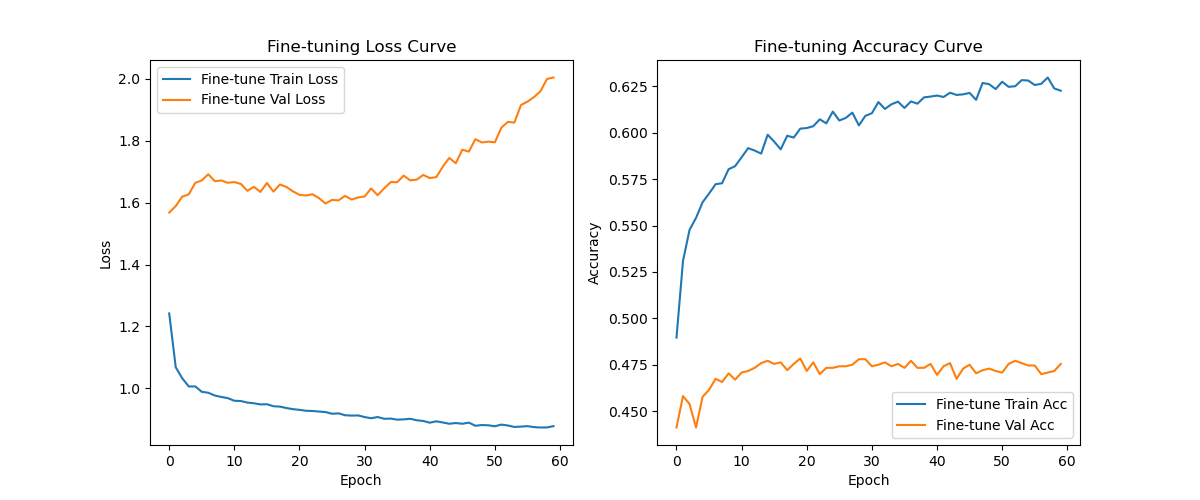 Fine-tuning Loss Curve
Fine-tune Train Loss
Fine-tune Val Loss
Loss
2.0
1.8
1.6
1.4
1.2
1.0
0
10
20
30
40
50
60
Epoch
Fine-tuning Accuracy Curve
Accuracy
0.625
0.600
0.575
0.550
0.525
0.500
0.475
0.450
Fine-tune Train Acc
Fine-tune Val Acc
0
10
20
30
40
50
60
Epoch